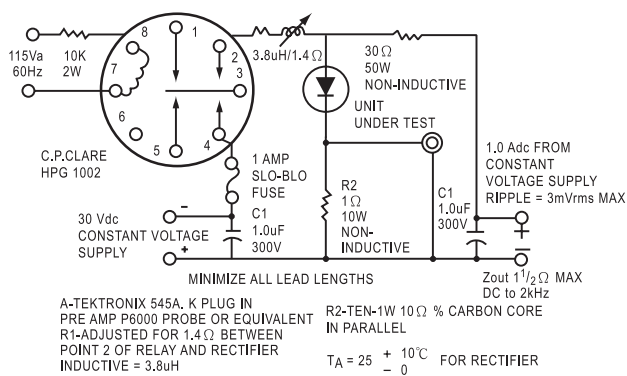 115Va
60Hz
10K
2W
1
2
3
4
5
6
7
8
C.P.CLARE
HPG 1002
3.8uH/1.4Ω
30Ω
50W
NON-INDUCTIVE
UNIT
UNDER TEST
1 AMP
SLO-BLO
FUSE
R2
1Ω
10W
NON-
INDUCTIVE
C1
1.0uF
300V
1.0 Adc FROM
CONSTANT
VOLTAGE SUPPLY
RIPPLE = 3mVrms MAX
30 Vdc
CONSTANT VOLTAGE
SUPPLY
–
+
C1
1.0uF
300V
+
–
Zout 1 1/2 Ω MAX
DC to 2kHz
MINIMIZE ALL LEAD LENGTHS
A-TEKTRONIX 545A, K PLUG IN
PRE AMP P6000 PROBE OR EQUIVALENT
R1-ADJUSTED FOR 1.4Ω BETWEEN
POINT 2 OF RELAY AND RECTIFIER
INDUCTIVE = 3.8uH
R2-TEN-1W 10Ω % CARBON CORE
IN PARALLEL
TA = 25 + 10℃ – 0 FOR RECTIFIER